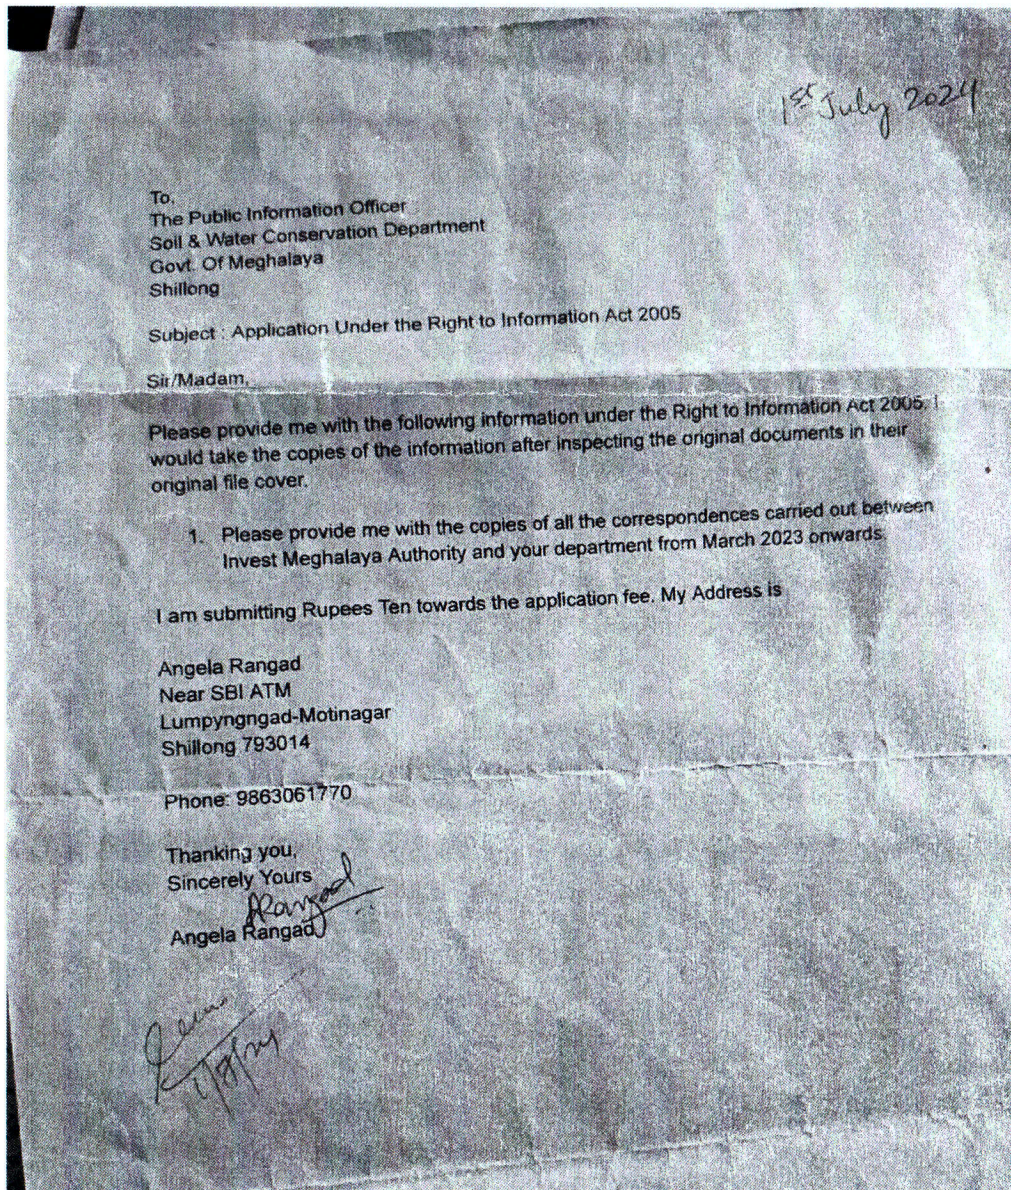 1st July 2024
To,
The Public Information Officer
Soil & Water Conservation Department
Govt. Of Meghalaya
Shillong
Subject : Application Under the Right to Information Act 2005
Sir/Madam,
Please provide me with the following information under the Right to Information Act 2005. I
would take the copies of the information after inspecting the original documents in their
original file cover.
1. Please provide me with the copies of all the correspondences carried out between
Invest Meghalaya Authority and your department from March 2023 onwards.
I am submitting Rupees Ten towards the application fee. My Address is
Angela Rangad
Near SBI ATM
Lumpyngngad-Motinagar
Shillong 793014
Phone: 9863061770
Thanking you,
Sincerely Yours
ARangad
Angela Rangad